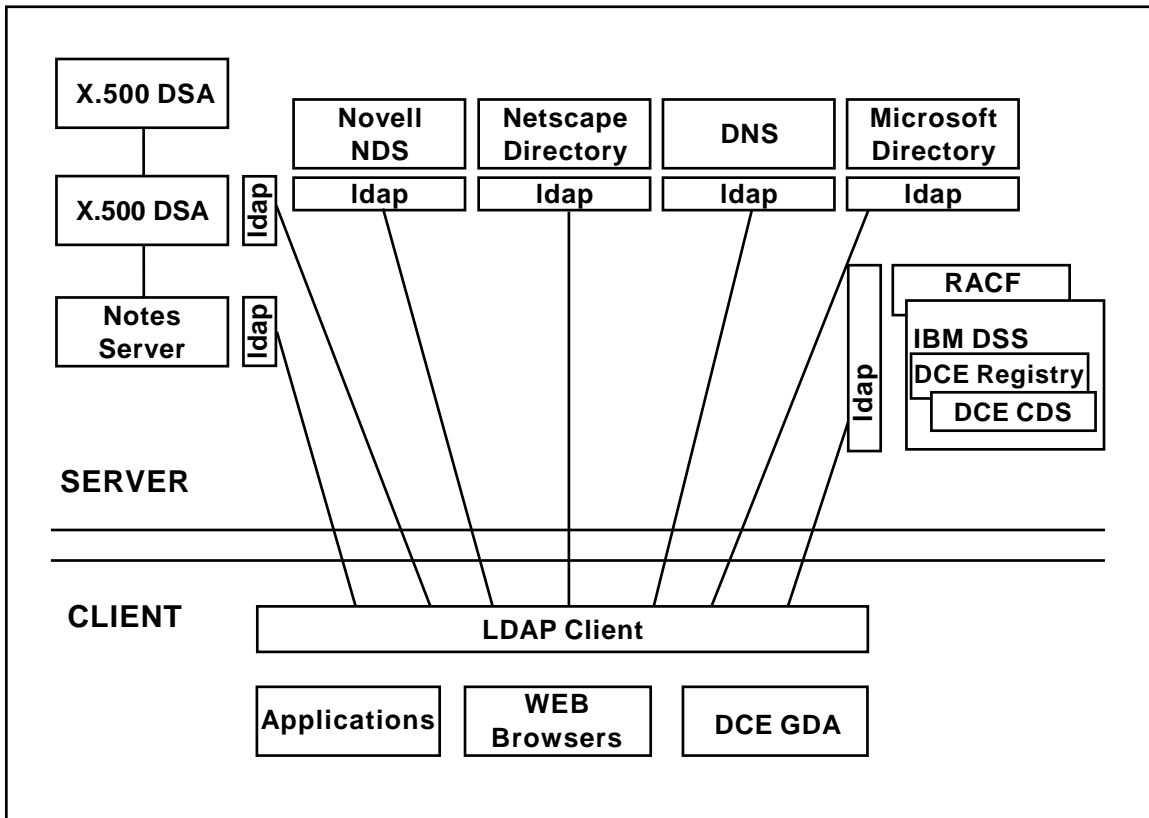 X.500 DSA
Novell
NDS
Netscape
Directory
DNS
Microsoft
Directory
X.500 DSA
ldap
ldap
ldap
ldap
ldap
Notes
Server
ldap
ldap
RACF
IBM DSS
DCE Registry
DCE CDS
SERVER
CLIENT
LDAP Client
Applications
WEB
Browsers
DCE GDA